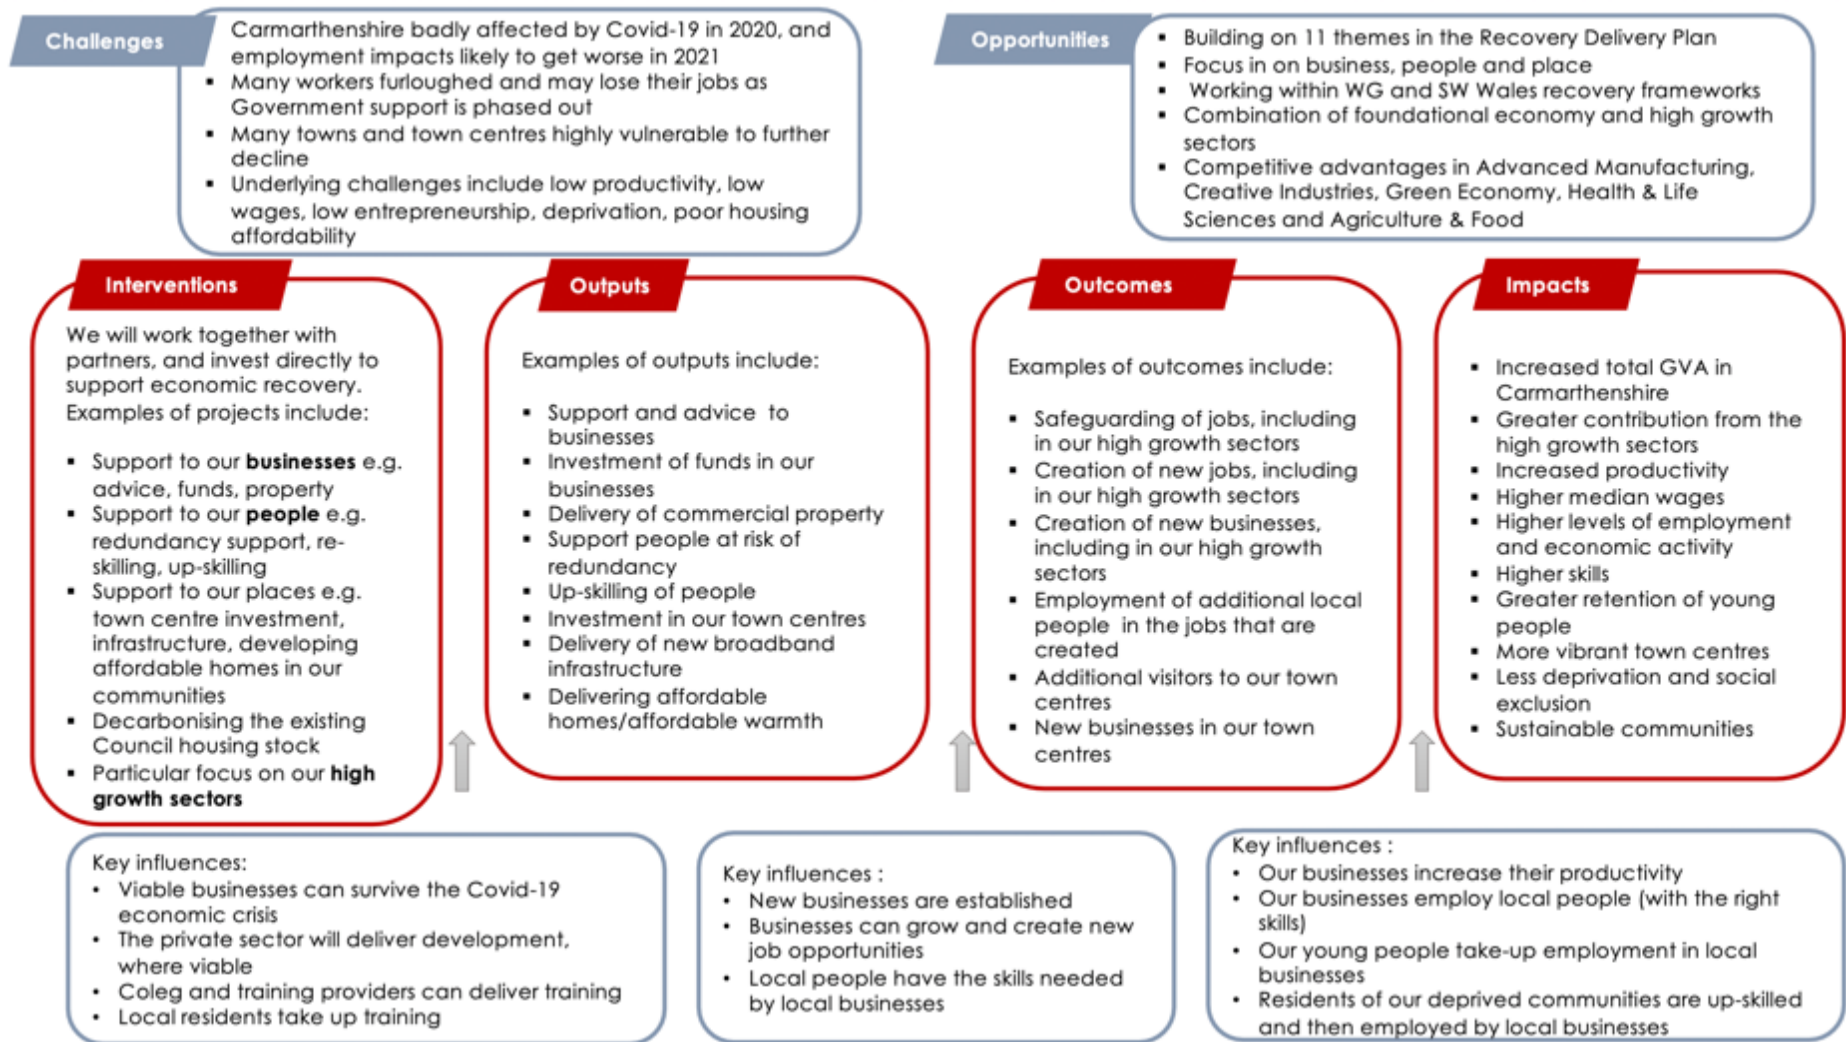 Challenges
Carmarthenshire badly affected by Covid-19 in 2020, and
employment impacts likely to get worse in 2021
▪ Many workers furloughed and may lose their jobs as
Government support is phased out
▪ Many towns and town centres highly vulnerable to further
decline
▪ Underlying challenges include low productivity, low
wages, low entrepreneurship, deprivation, poor housing
affordability
Opportunities
▪ Building on 11 themes in the Recovery Delivery Plan
▪ Focus in on business, people and place
▪ Working within WG and SW Wales recovery frameworks
▪ Combination of foundational economy and high growth
sectors
▪ Competitive advantages in Advanced Manufacturing,
Creative Industries, Green Economy, Health & Life
Sciences and Agriculture & Food
Interventions
We will work together with
partners, and invest directly to
support economic recovery.
Examples of projects include:
▪ Support to our businesses e.g.
advice, funds, property
▪ Support to our people e.g.
redundancy support, re-
skilling, up-skilling
▪ Support to our places e.g.
town centre investment,
infrastructure, developing
affordable homes in our
communities
▪ Decarbonising the existing
Council housing stock
▪ Particular focus on our high
growth sectors
Outputs
Examples of outputs include:
▪ Support and advice to
businesses
▪ Investment of funds in our
businesses
▪ Delivery of commercial property
▪ Support people at risk of
redundancy
▪ Up-skilling of people
▪ Investment in our town centres
▪ Delivery of new broadband
infrastructure
▪ Delivering affordable
homes/affordable warmth
Outcomes
Examples of outcomes include:
▪ Safeguarding of jobs, including
in our high growth sectors
▪ Creation of new jobs, including
in our high growth sectors
▪ Creation of new businesses,
including in our high growth
sectors
▪ Employment of additional local
people in the jobs that are
created
▪ Additional visitors to our town
centres
▪ New businesses in our town
centres
Impacts
▪ Increased total GVA in
Carmarthenshire
▪ Greater contribution from the
high growth sectors
▪ Increased productivity
▪ Higher median wages
▪ Higher levels of employment
and economic activity
▪ Higher skills
▪ Greater retention of young
people
▪ More vibrant town centres
▪ Less deprivation and social
exclusion
▪ Sustainable communities
Key influences:
• Viable businesses can survive the Covid-19
economic crisis
• The private sector will deliver development,
where viable
• Coleg and training providers can deliver training
• Local residents take up training
Key influences :
• New businesses are established
• Businesses can grow and create new
job opportunities
• Local people have the skills needed
by local businesses
Key influences :
• Our businesses increase their productivity
• Our businesses employ local people (with the right
skills)
• Our young people take-up employment in local
businesses
• Residents of our deprived communities are up-skilled
and then employed by local businesses